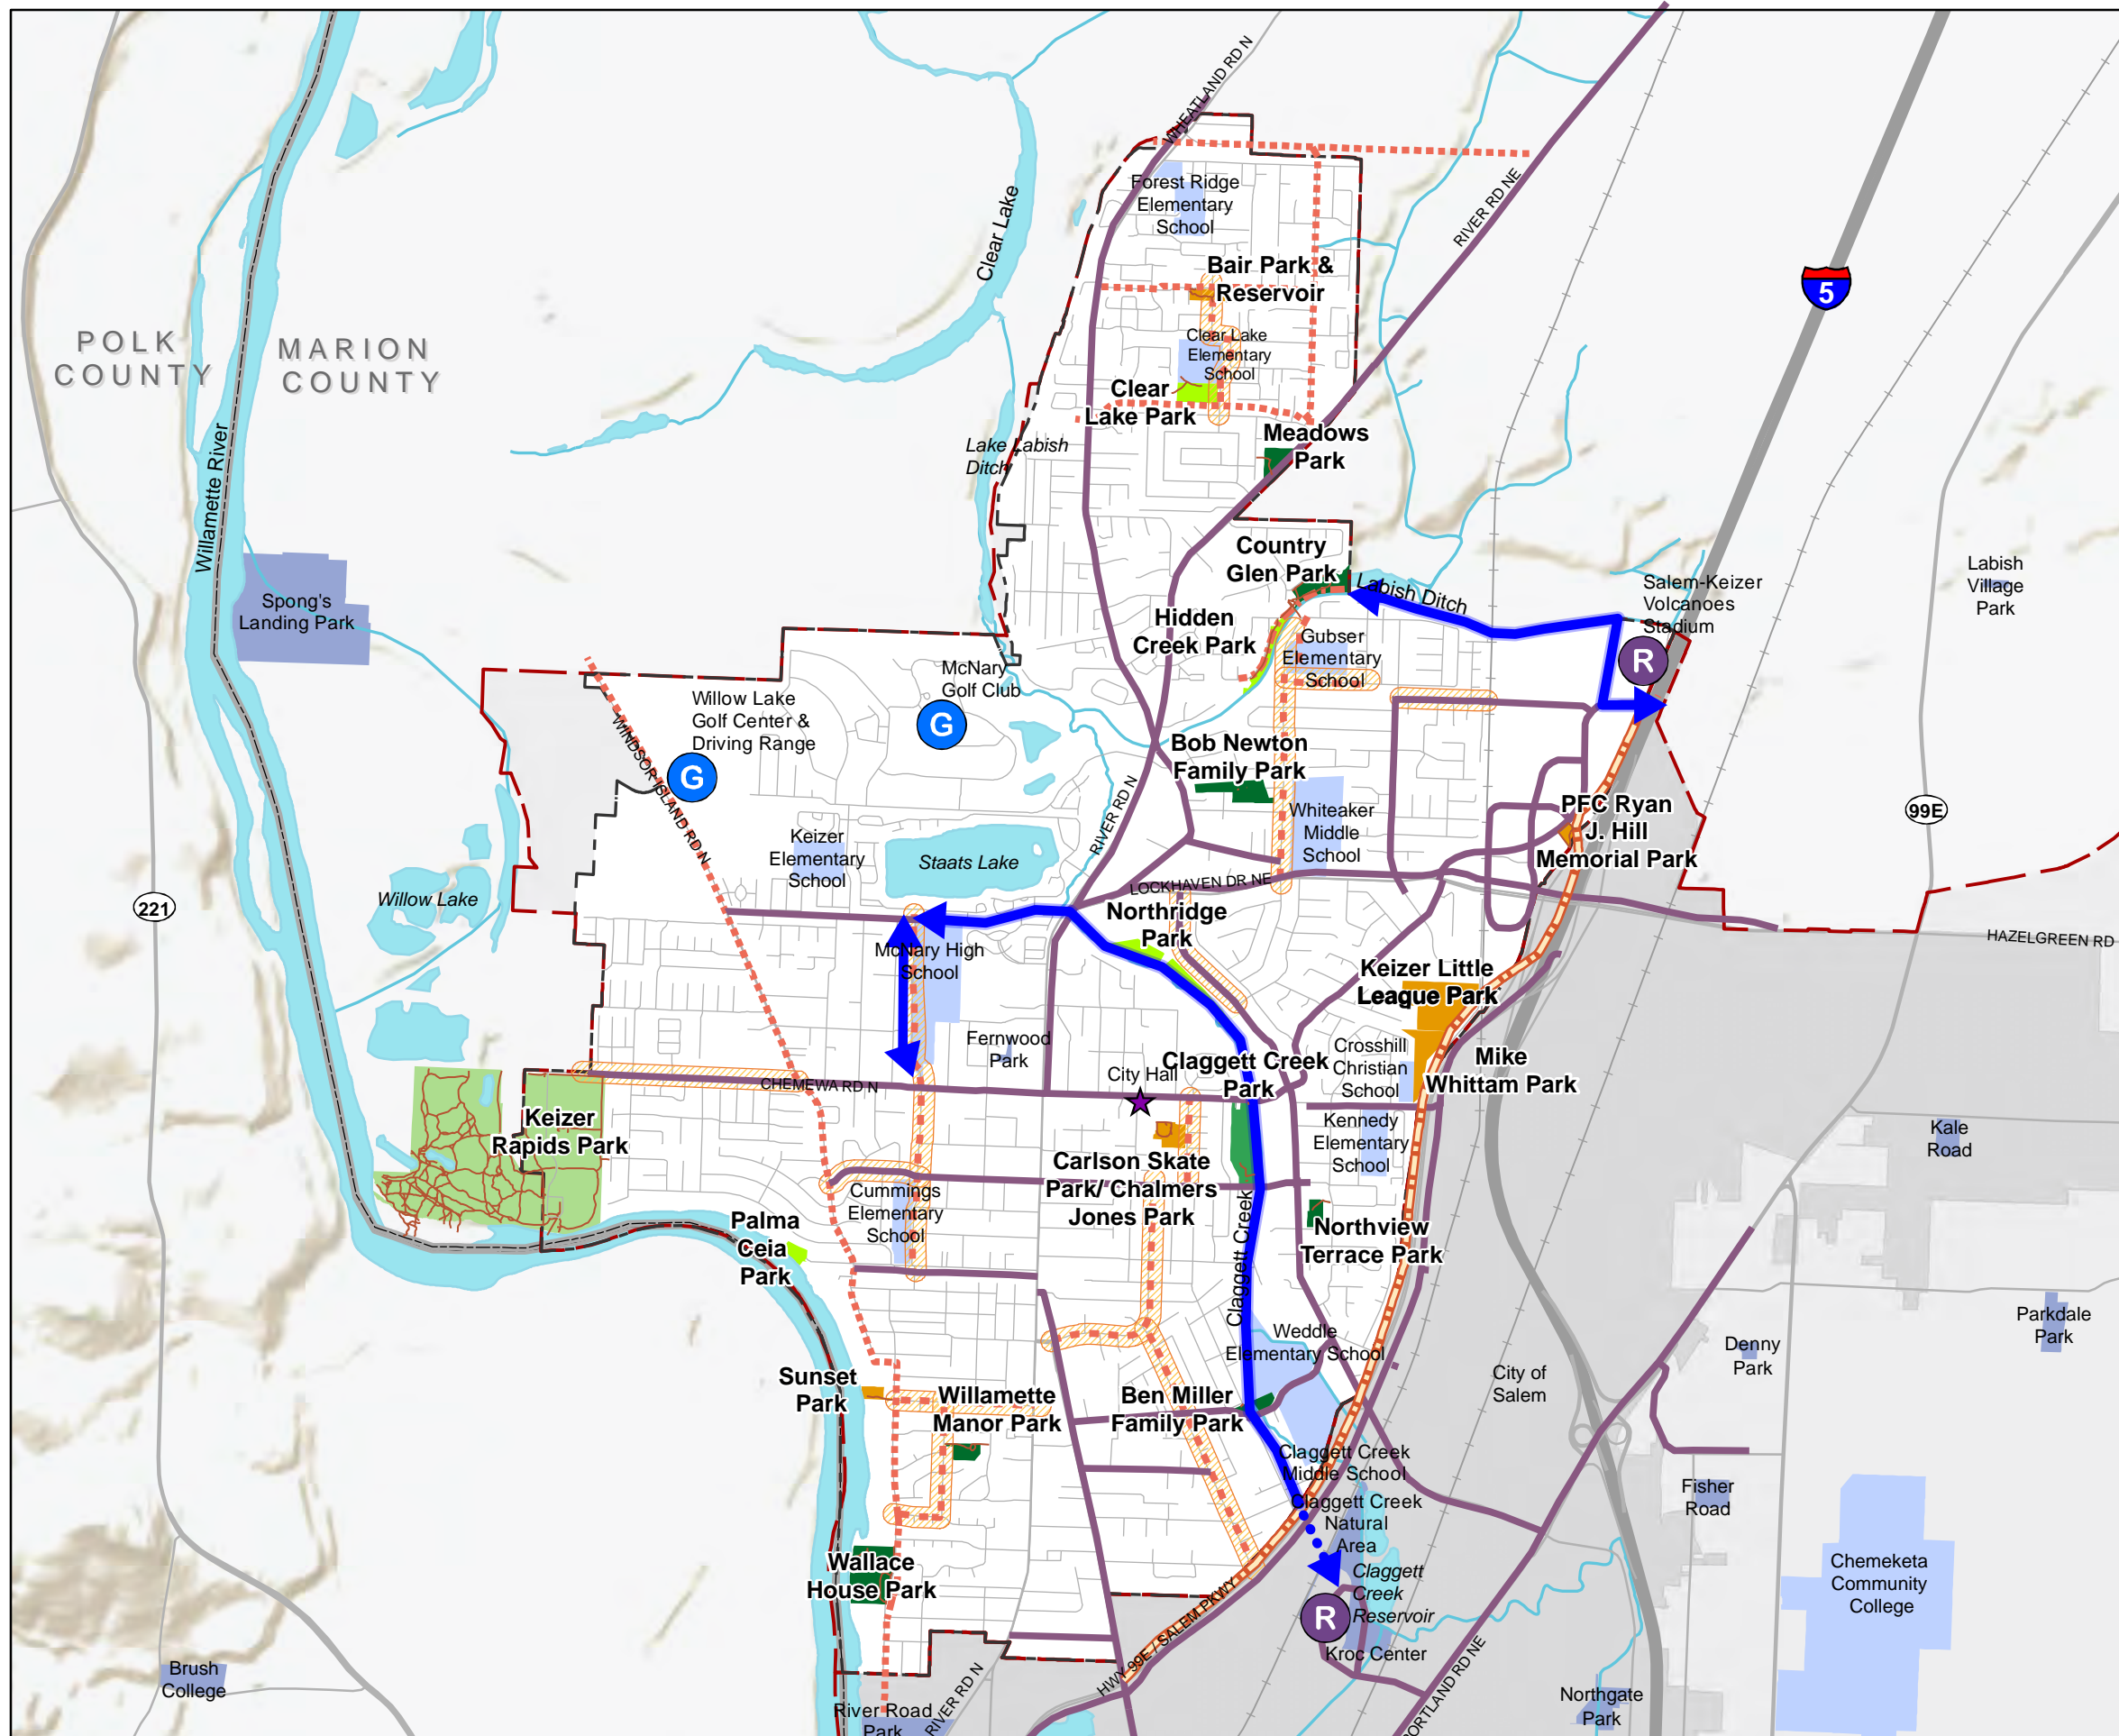 WHEATLAND RD N
Forest Ridge
Elementary
School
RIVER RD NE
Clear Lake
Bair Park &
Reservoir
5
Clear Lake
Elementary
School
POLK
COUNTY
MARION
COUNTY
Clear
Lake Park
Meadows
Park
Lake Labish
Ditch
Willamette River
Country
Glen Park
Labish Ditch
Salem-Keizer
Volcanoes
Stadium
R
Labish
Village
Park
Spong's
Landing Park
Hidden
Creek Park
Gubser
Elementary
School
McNary
Golf Club
G
Willow Lake
Golf Center &
Driving Range
G
WINDSOR ISLAND RD N
Bob Newton
Family Park
RIVER RD N
Whiteaker
Middle
School
PFC Ryan
J. Hill
Memorial Park
99E
Keizer
Elementary
School
Staats Lake
LOCKHAVEN DR NE
Willow Lake
221
Northridge
Park
McNary High
School
HAZELGREEN RD
Keizer Little
League Park
Fernwood
Park
Crosshill
Christian
School
Mike
Whittam Park
City Hall
Claggett Creek
Park
CHEMEWA RD N
Keizer
Rapids Park
Kennedy
Elementary
School
Kale
Road
Carlson Skate
Park/ Chalmers
Jones Park
Cummings
Elementary
School
Palma
Ceia
Park
Claggett Creek
Northview
Terrace Park
Weddle
Elementary School
Parkdale
Park
Denny
Park
City of
Salem
Sunset
Park
Willamette
Manor Park
Ben Miller
Family Park
Claggett Creek
Middle School
Claggett Creek
Natural
Area
Fisher
Road
Claggett
Creek
Reservoir
R
Kroc Center
Wallace
House Park
Chemeketa
Community
College
HWY 99E / SALEM PKWY
PORTLAND RD NE
Brush
College
River Road
Park
RIVER RD N
Northgate
Park